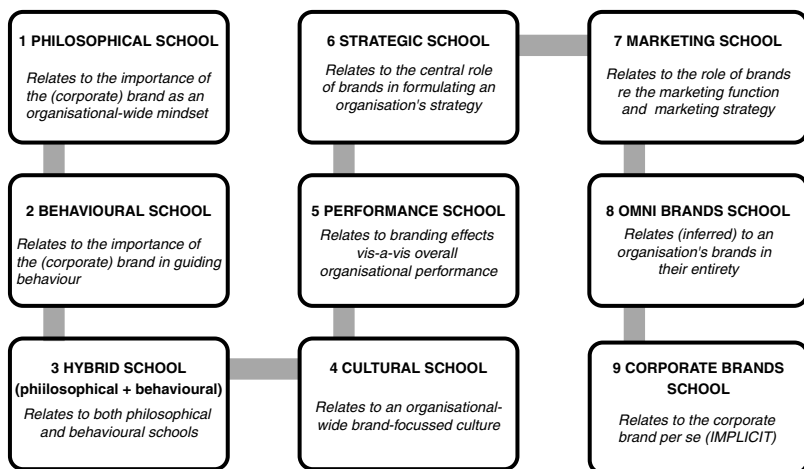 1 PHILOSOPHICAL SCHOOL
Relates to the importance of
the (corporate) brand as an
organisational-wide mindset
2 BEHAVIOURAL SCHOOL
Relates to the importance of
the (corporate) brand in guiding
behaviour
3 HYBRID SCHOOL
(phiilosophical + behavioural)
Relates to both philosophical
and behavioural schools
4 CULTURAL SCHOOL
Relates to an organisational-
wide brand-focussed culture
5 PERFORMANCE SCHOOL
Relates to branding effects
vis-a-vis overall
organisational performance
6 STRATEGIC SCHOOL
Relates to the central role
of brands in formulating an
organisation's strategy
7 MARKETING SCHOOL
Relates to the role of brands
re the marketing function
and marketing strategy
8 OMNI BRANDS SCHOOL
Relates (inferred) to an
organisation's brands in
their entirety
9 CORPORATE BRANDS
SCHOOL
Relates to the corporate
brand per se (IMPLICIT)